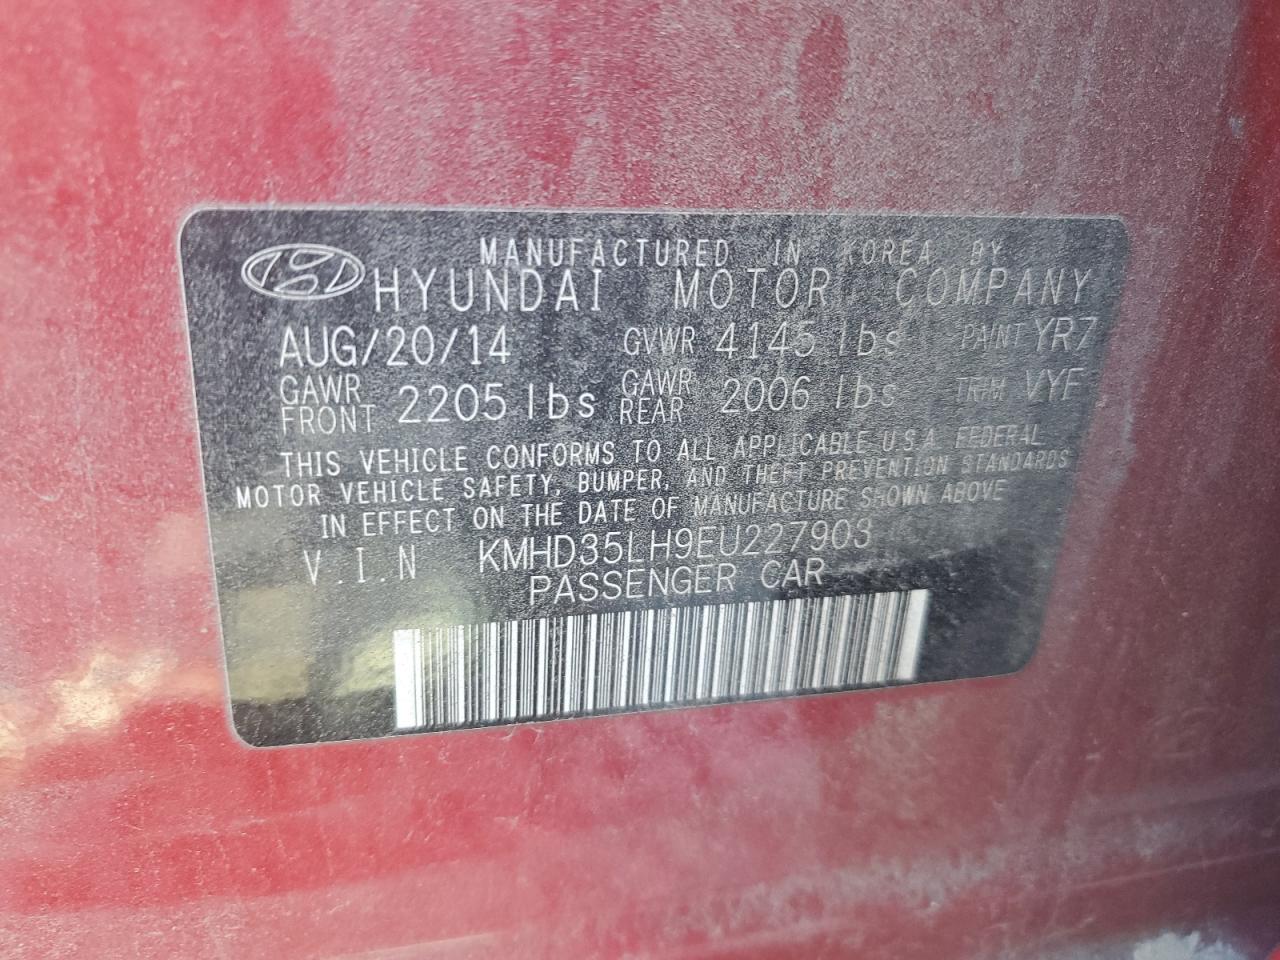 MANUFACTURED IN KOREA BY
HYUNDAI MOTOR COMPANY
AUG/20/14 GVWR 4145 lbs PAINT YR7
GAWR FRONT 2205 lbs GAWR REAR 2006 lbs TRIM VYF
THIS VEHICLE CONFORMS TO ALL APPLICABLE U.S.A. FEDERAL
MOTOR VEHICLE SAFETY, BUMPER, AND THEFT PREVENTION STANDARDS
IN EFFECT ON THE DATE OF MANUFACTURE SHOWN ABOVE
V.I.N KMHD35LH9EU227903
PASSENGER CAR